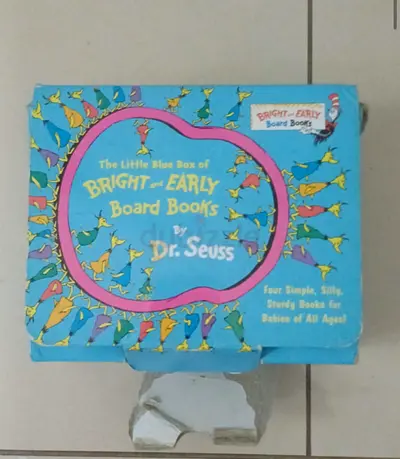 BRIGHT and EARLY
Board Books
The Little Blue Box of
BRIGHT and EARLY
Board Books
By
Dr. Seuss
Four Simple, Silly,
Sturdy Books for
Babies of All Ages!